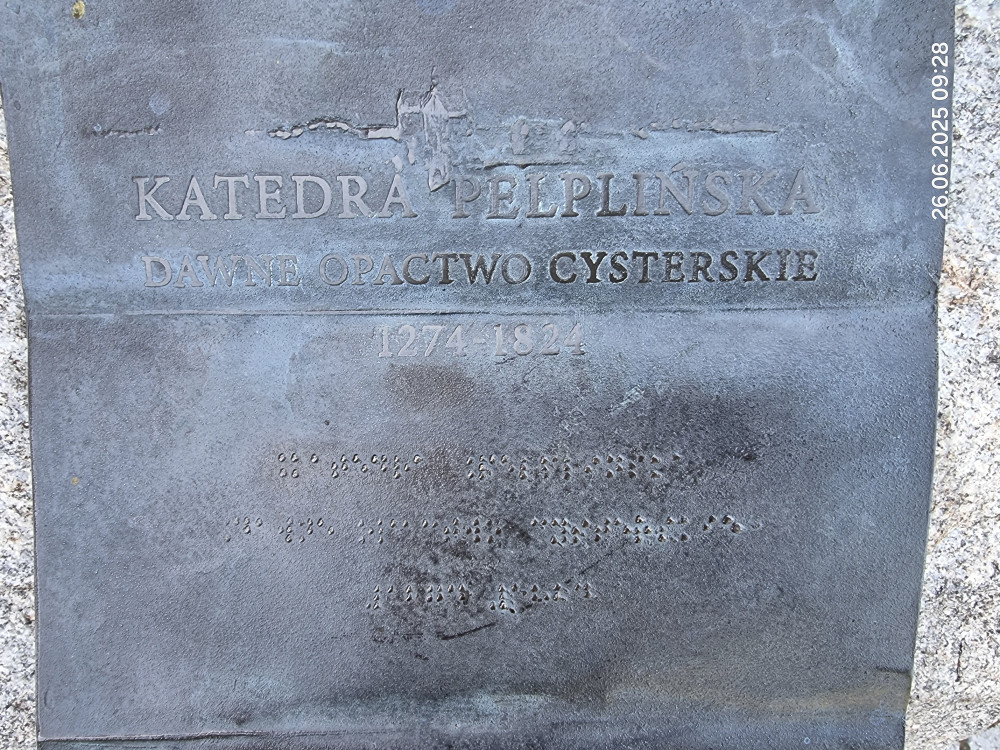 KATEDRA PELPLIŃSKA
DAWNE OPACTWO CYSTERSKIE
1274-1824
26.06.2025 09:28